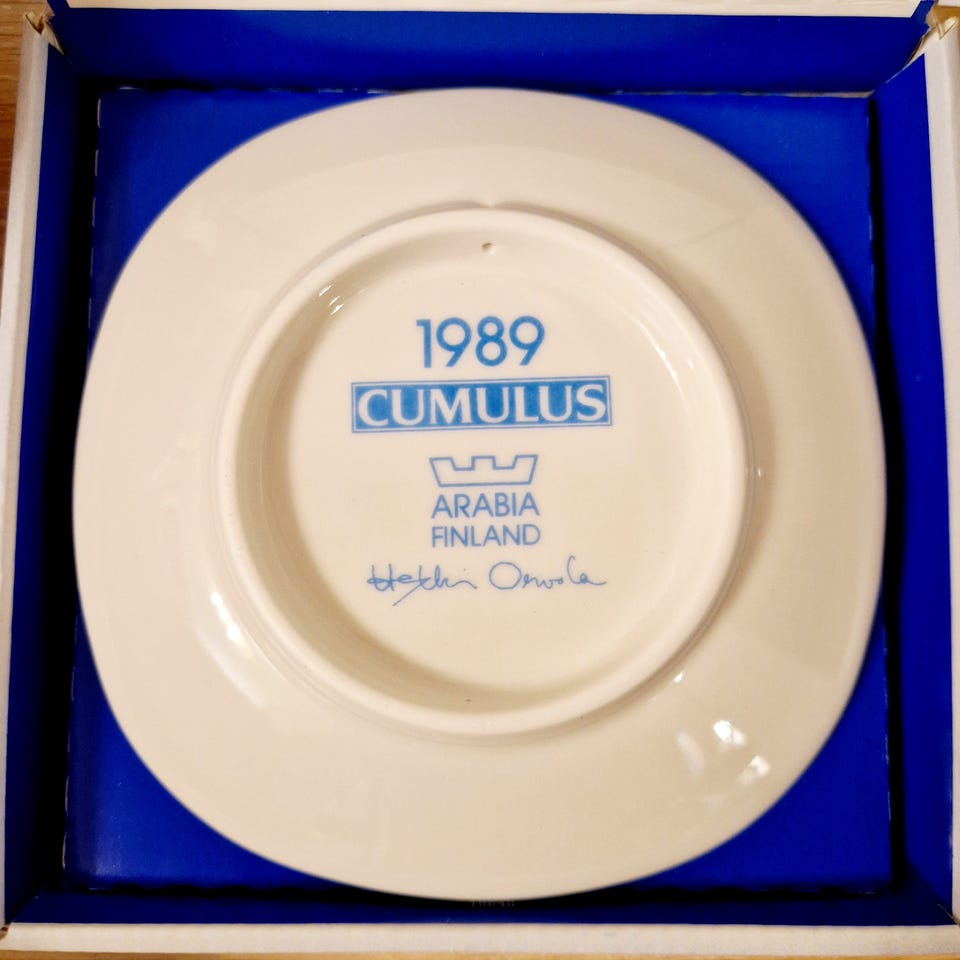 1989
CUMULUS
ARABIA
FINLAND
Heikki Orvola